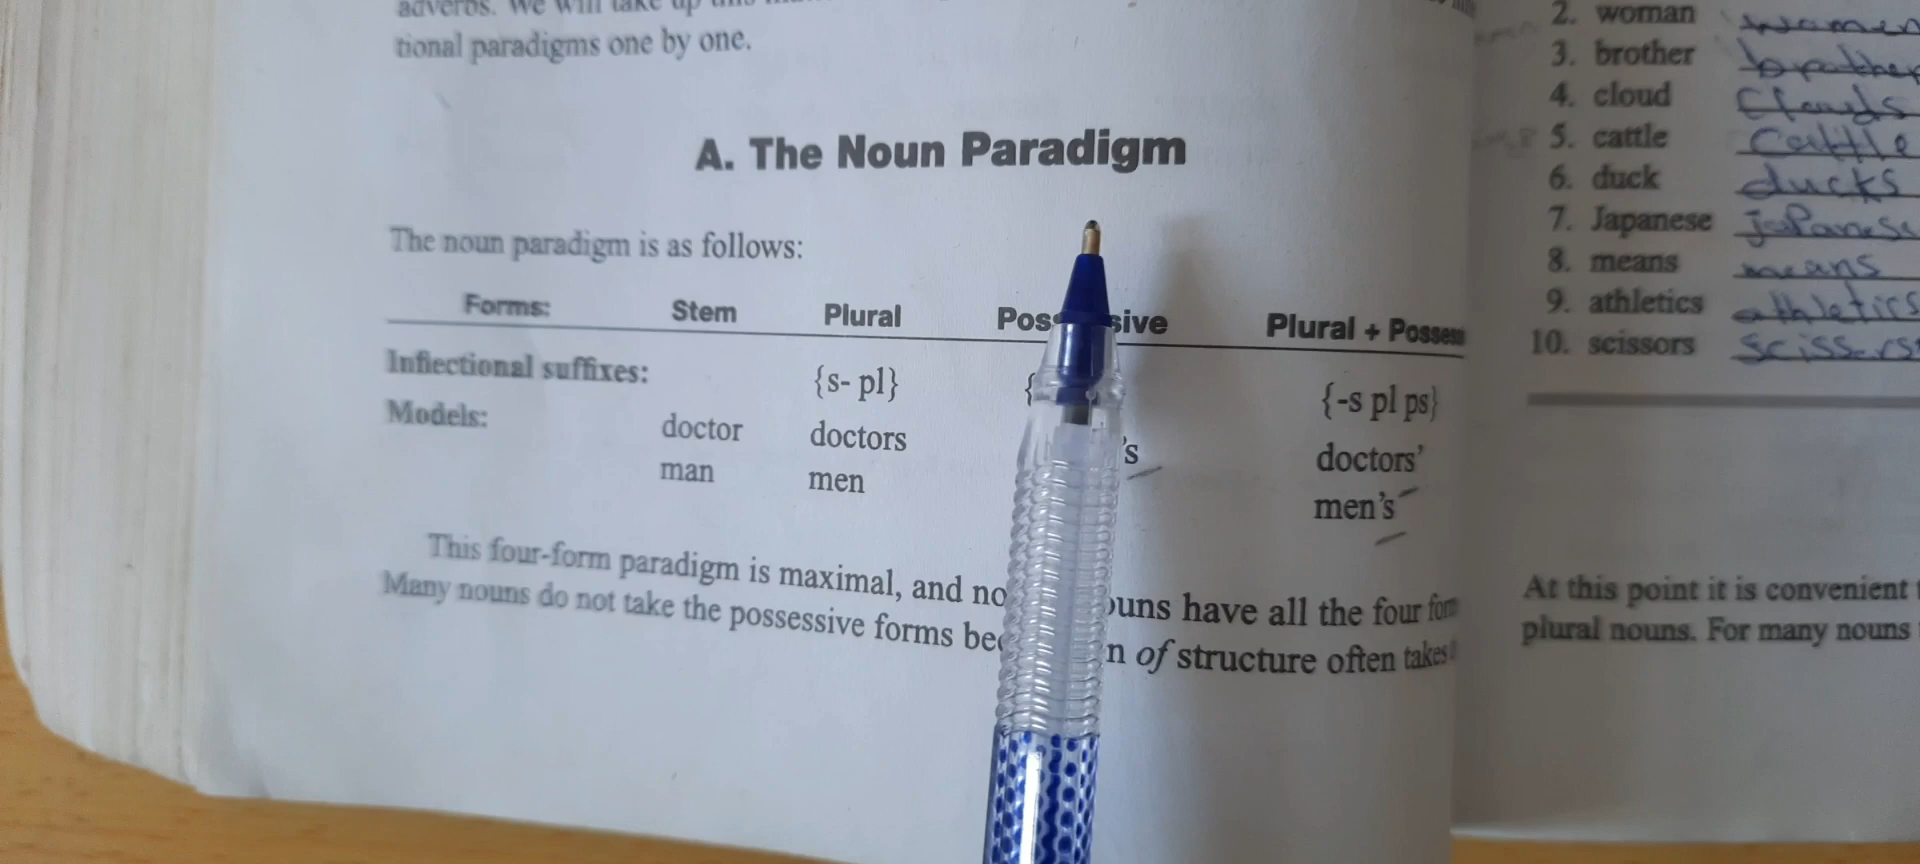 tional paradigms one by one.
A. The Noun Paradigm
The noun paradigm is as follows:
Forms: Stem Plural Plural +
Inflectional suffixes: {s- pl} {-s pl ps}
Models: doctor doctors 's doctors'
man men men's
This four-form paradigm is maximal, and have all the four
Many nouns do not take the possessive forms of structure often takes
2. woman women
3. brother
4. cloud clouds
5. cattle cattle
6. duck ducks
7. Japanese
8. means means
9. athletics athletics
10. scissors
At this point it is convenient
plural nouns. For many nouns